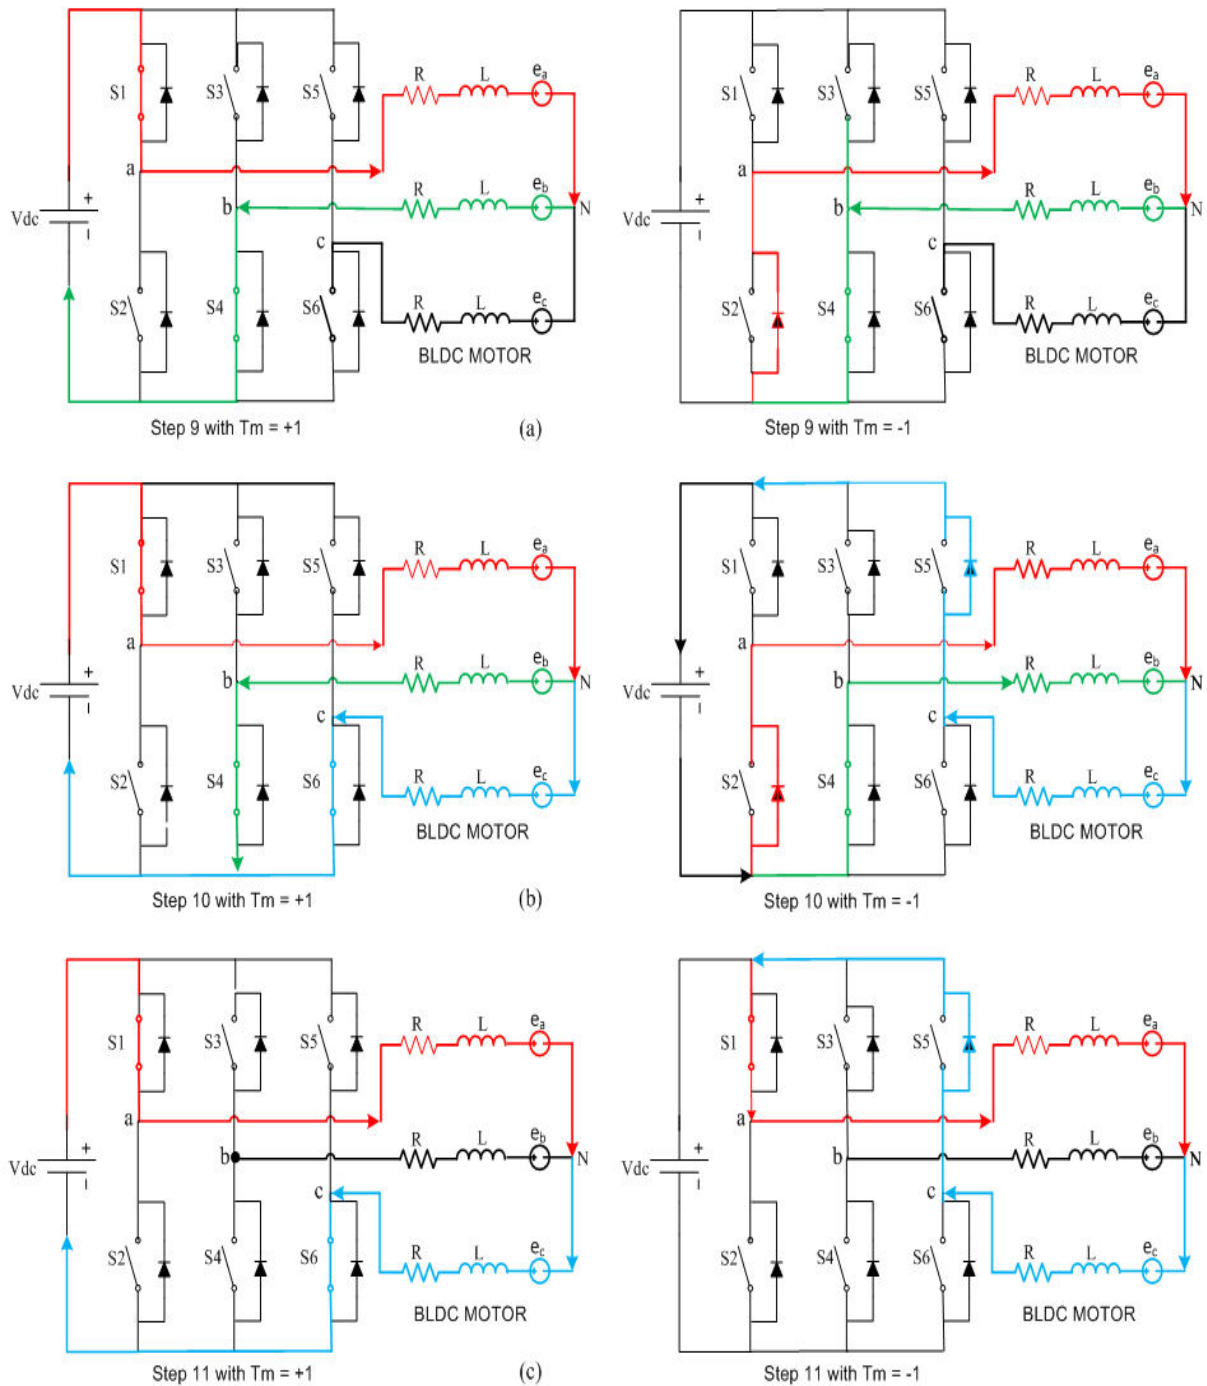 S1 S3 S5 R L ea
a
b R L eb N
Vdc + −
c
S2 S4 S6 R L ec
BLDC MOTOR
Step 9 with Tm = +1
S1 S3 S5 R L ea
a
b R L eb N
Vdc + −
c
S2 S4 S6 R L ec
BLDC MOTOR
Step 9 with Tm = -1
(a)
S1 S3 S5 R L ea
a
b R L eb N
Vdc + −
c
S2 S4 S6 R L ec
BLDC MOTOR
Step 10 with Tm = +1
S1 S3 S5 R L ea
a
b R L eb N
Vdc + −
c
S2 S4 S6 R L ec
BLDC MOTOR
Step 10 with Tm = -1
(b)
S1 S3 S5 R L ea
a
b R L eb N
Vdc + −
c
S2 S4 S6 R L ec
BLDC MOTOR
Step 11 with Tm = +1
S1 S3 S5 R L ea
a
b R L eb N
Vdc + −
c
S2 S4 S6 R L ec
BLDC MOTOR
Step 11 with Tm = -1
(c)